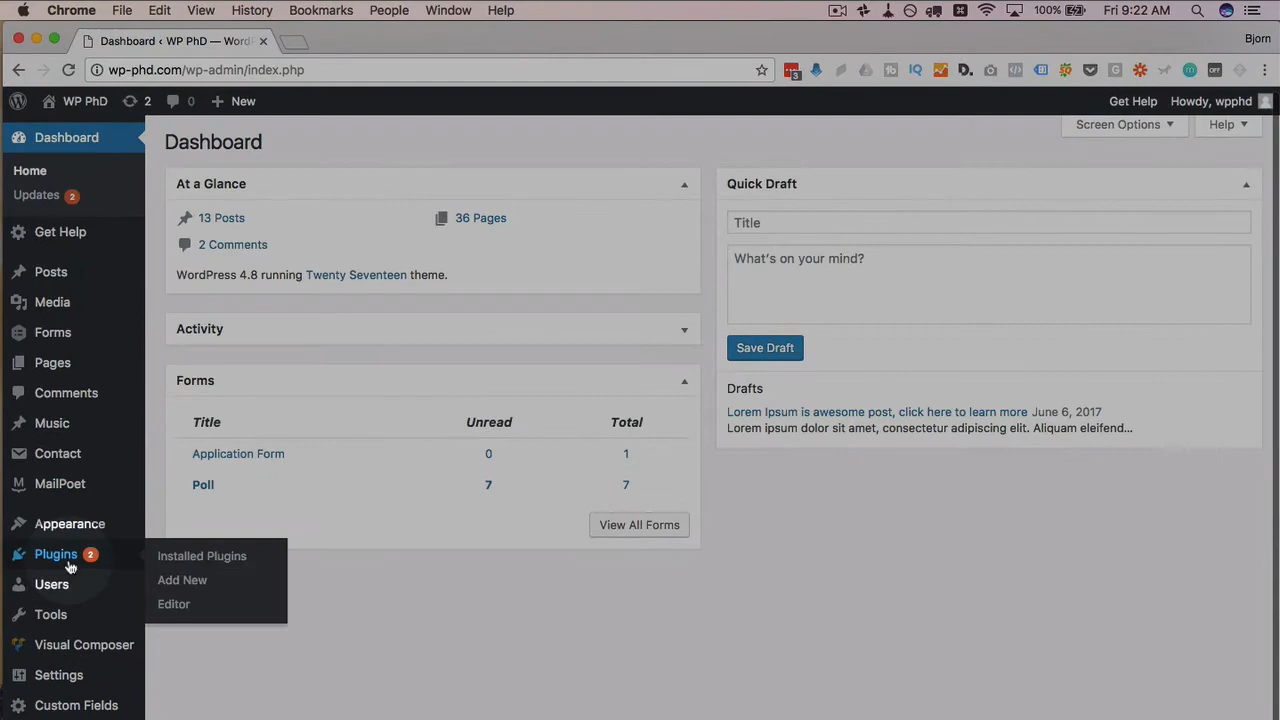 Chrome File Edit View History Bookmarks People Window Help 100% Fri 9:22 AM
Dashboard ‹ WP PhD — WordP Bjorn
wp-phd.com/wp-admin/index.php 3 IQ D. G OFF
WP PhD 2 0 New Get Help Howdy, wpphd
Dashboard
Home
Updates 2
Get Help
Posts
Media
Forms
Pages
Comments
Music
Contact
MailPoet
Appearance
Plugins 2
Users
Tools
Visual Composer
Settings
Custom Fields
Installed Plugins
Add New
Editor
Dashboard
Screen Options Help
At a Glance
13 Posts 36 Pages
2 Comments
WordPress 4.8 running Twenty Seventeen theme.
Activity
Forms
Title Unread Total
Application Form 0 1
Poll 7 7
View All Forms
Quick Draft
Title
What's on your mind?
Save Draft
Drafts
Lorem Ipsum is awesome post, click here to learn more June 6, 2017
Lorem ipsum dolor sit amet, consectetur adipiscing elit. Aliquam eleifend...